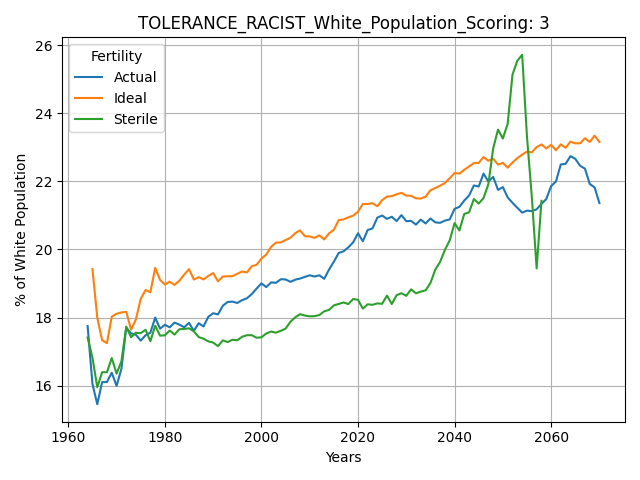 TOLERANCE_RACIST_White_Population_Scoring: 3
26
24
22
20
18
16
% of White Population
Fertility
Actual
Ideal
Sterile
1960
1980
2000
2020
2040
2060
Years